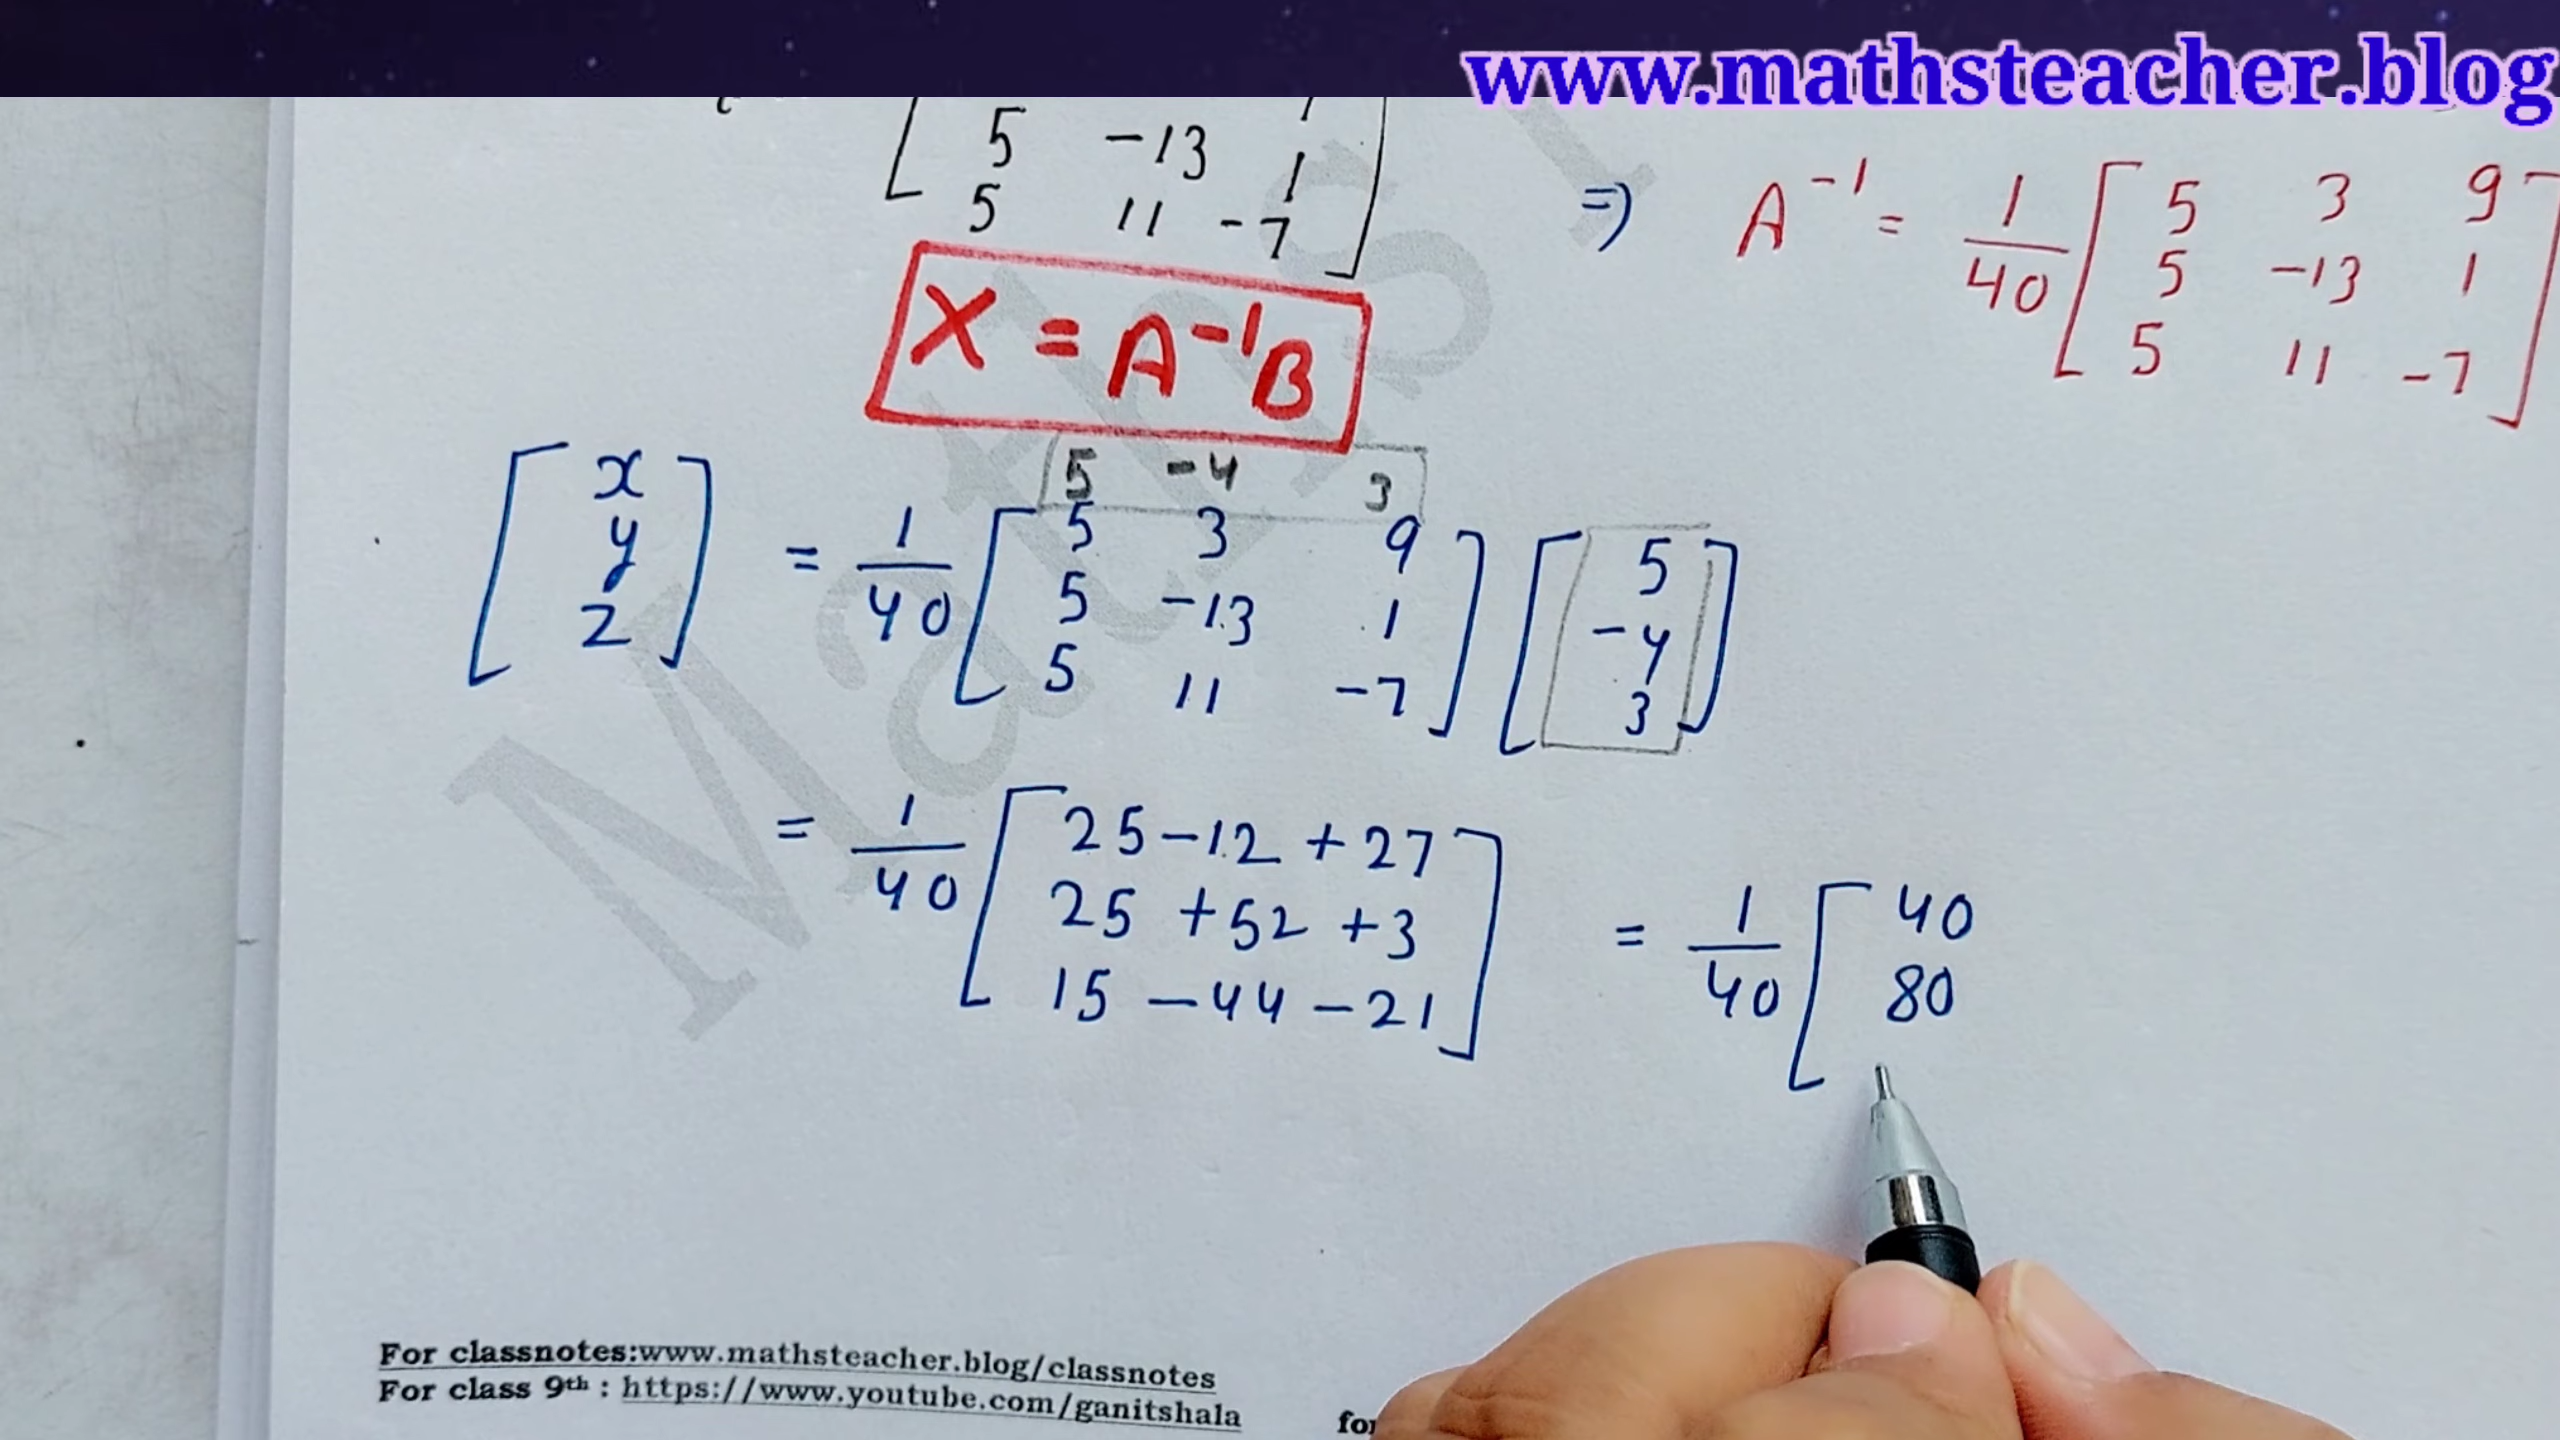 www.mathsteacher.blog
5 -13 1
5 11 -7
=> A⁻¹ = 1/40 [5 3 9
5 -13 1
5 11 -7]
X = A⁻¹B
5 -4 3
[x
y
z] = 1/40 [5 3 9
5 -13 1
5 11 -7] [5
-4
3]
= 1/40 [25 -12 +27
25 +52 +3
15 -44 -21] = 1/40 [40
80
Maths
For classnotes:www.mathsteacher.blog/classnotes
For class 9th : https://www.youtube.com/ganitshala